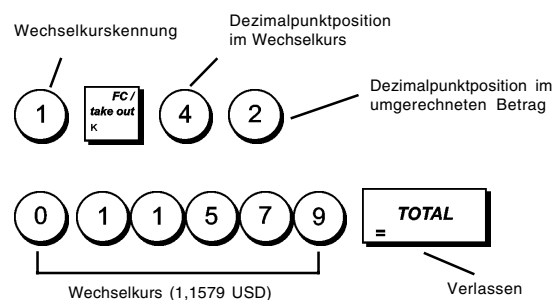 Wechselkurskennung
Dezimalpunktposition
im Wechselkurs
Dezimalpunktposition im
umgerechneten Betrag
1 FC / take out K 4 2
0 1 1 5 7 9 = TOTAL
Wechselkurs (1,1579 USD)
Verlassen